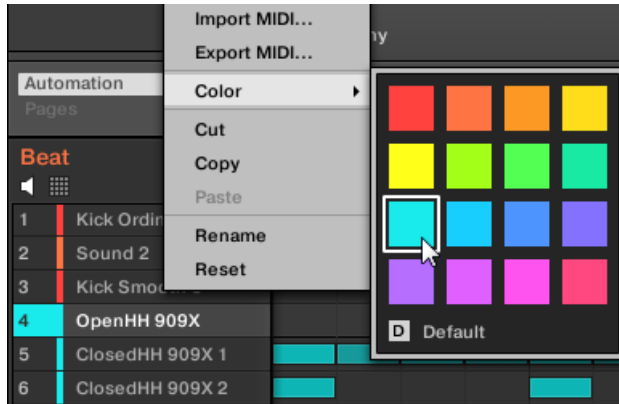 Import MIDI...
Export MIDI...
Automation
Pages
Color
Cut
Copy
Paste
Rename
Reset
Beat
1
2 Sound 2
3 Kick
4 OpenHH 909X
5 ClosedHH 909X 1
6 ClosedHH 909X 2
D Default